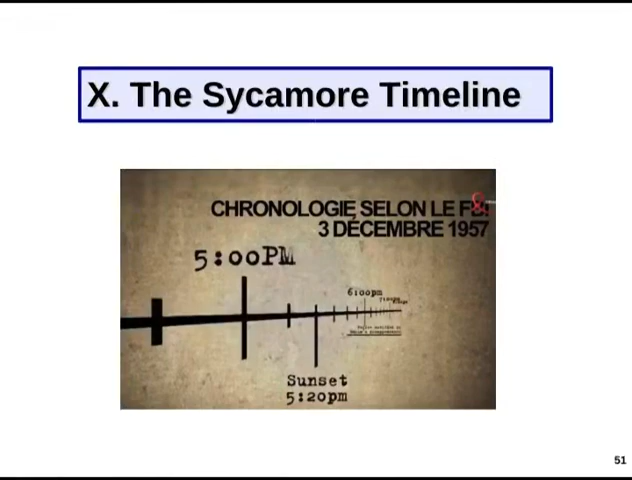 X. The Sycamore Timeline
CHRONOLOGIE SELON LE
3 DÉCEMBRE 1957
5:00PM
6:00pm
Sunset
5:20pm
51